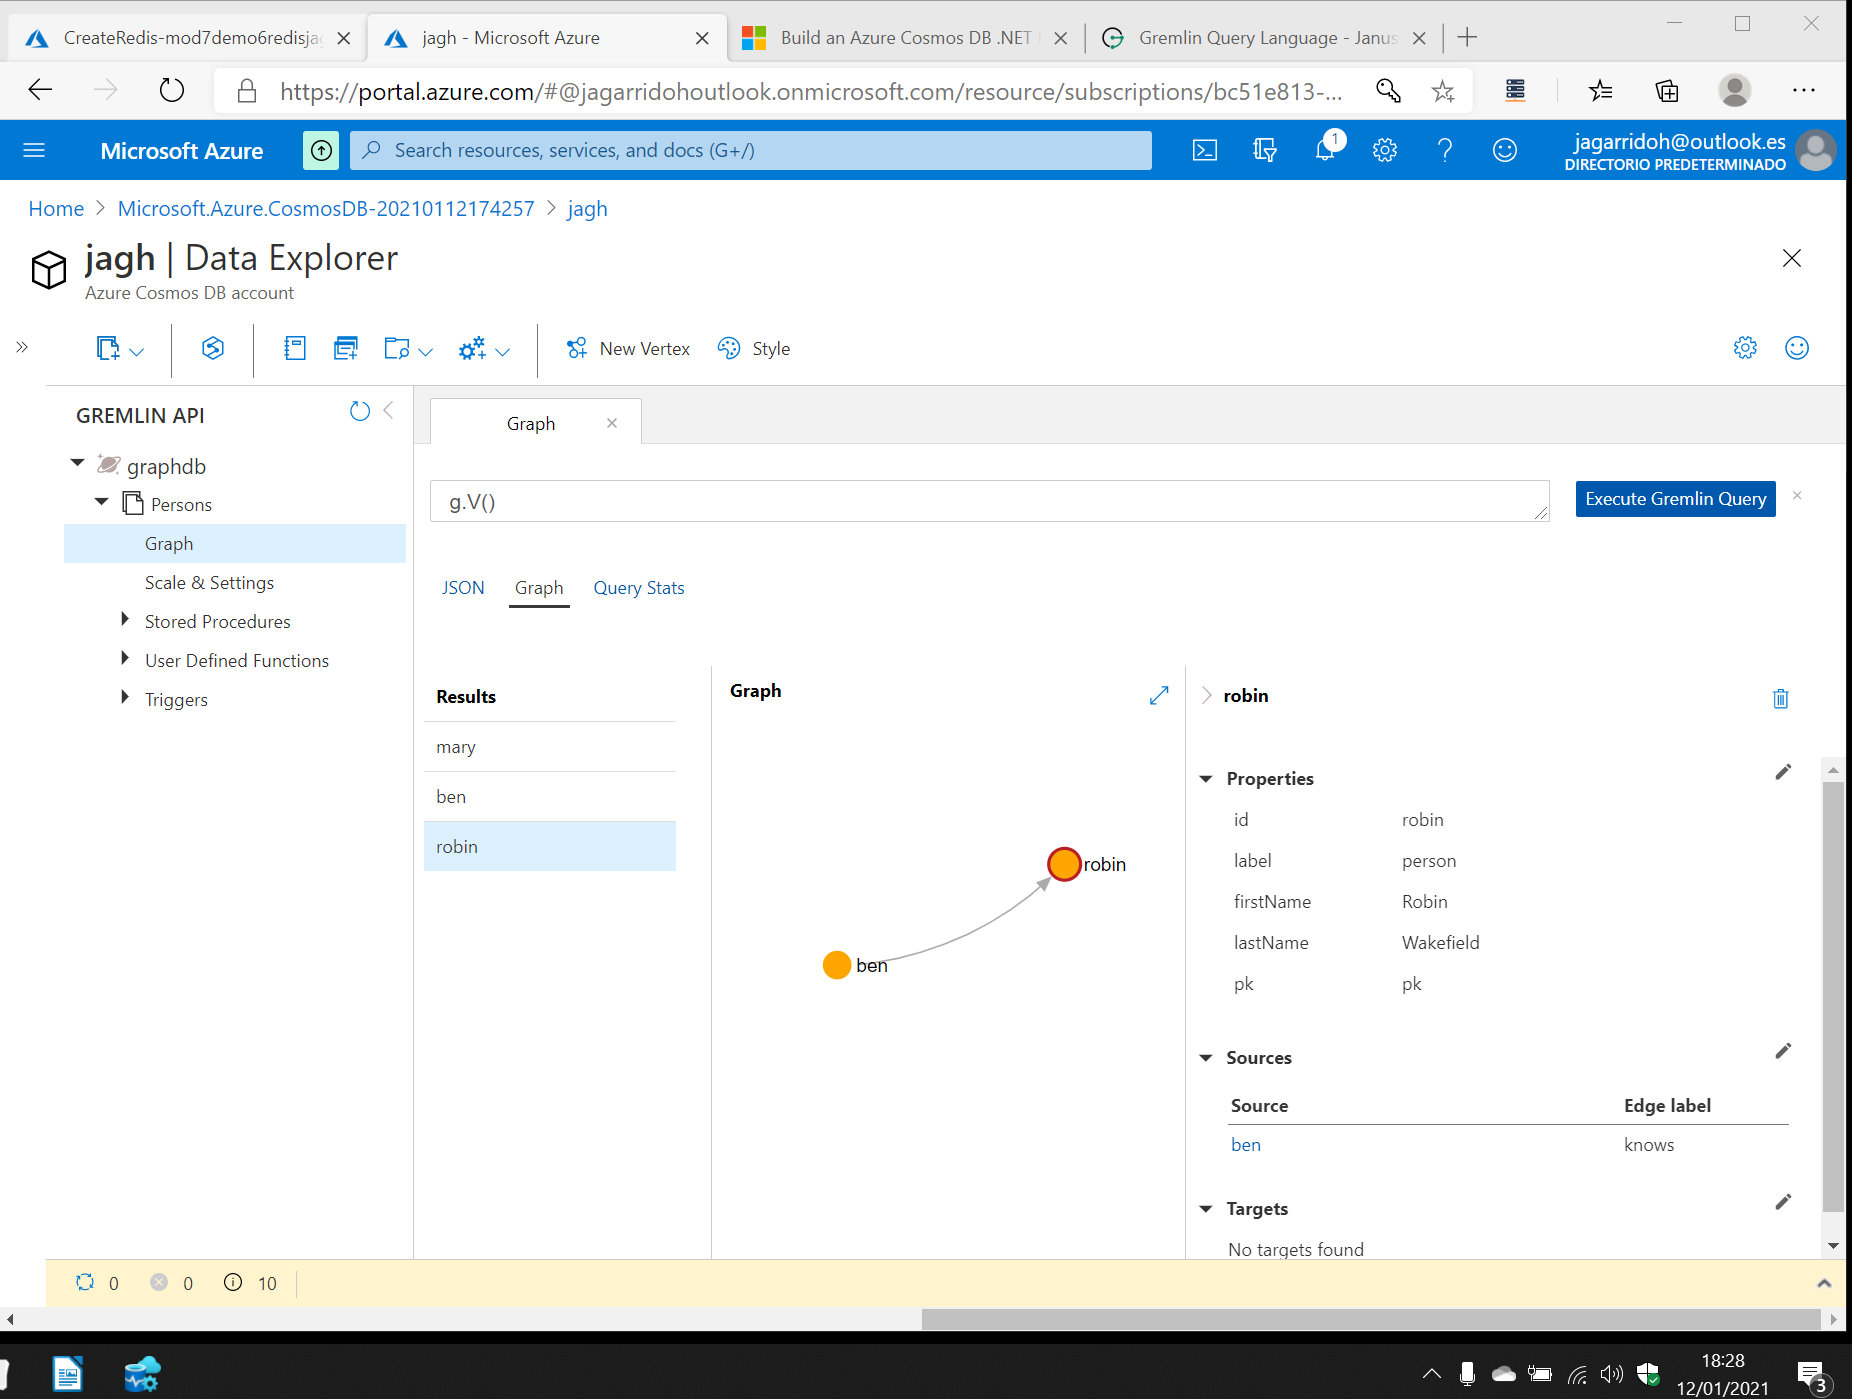 CreateRedis-mod7demo6redisja
jagh - Microsoft Azure
Build an Azure Cosmos DB .NET
Gremlin Query Language - Janus
https://portal.azure.com/#@jagarridohoutlook.onmicrosoft.com/resource/subscriptions/bc51e813-...
Microsoft Azure
Search resources, services, and docs (G+/)
1
jagarridoh@outlook.es
DIRECTORIO PREDETERMINADO
Home > Microsoft.Azure.CosmosDB-20210112174257 > jagh
jagh | Data Explorer
Azure Cosmos DB account
New Vertex
Style
GREMLIN API
graphdb
Persons
Graph
Scale & Settings
Stored Procedures
User Defined Functions
Triggers
Graph
g.V()
Execute Gremlin Query
JSON
Graph
Query Stats
Results
mary
ben
robin
Graph
robin
ben
robin
Properties
id robin
label person
firstName Robin
lastName Wakefield
pk pk
Sources
Source Edge label
ben knows
Targets
No targets found
0 0 10
18:28
12/01/2021
3